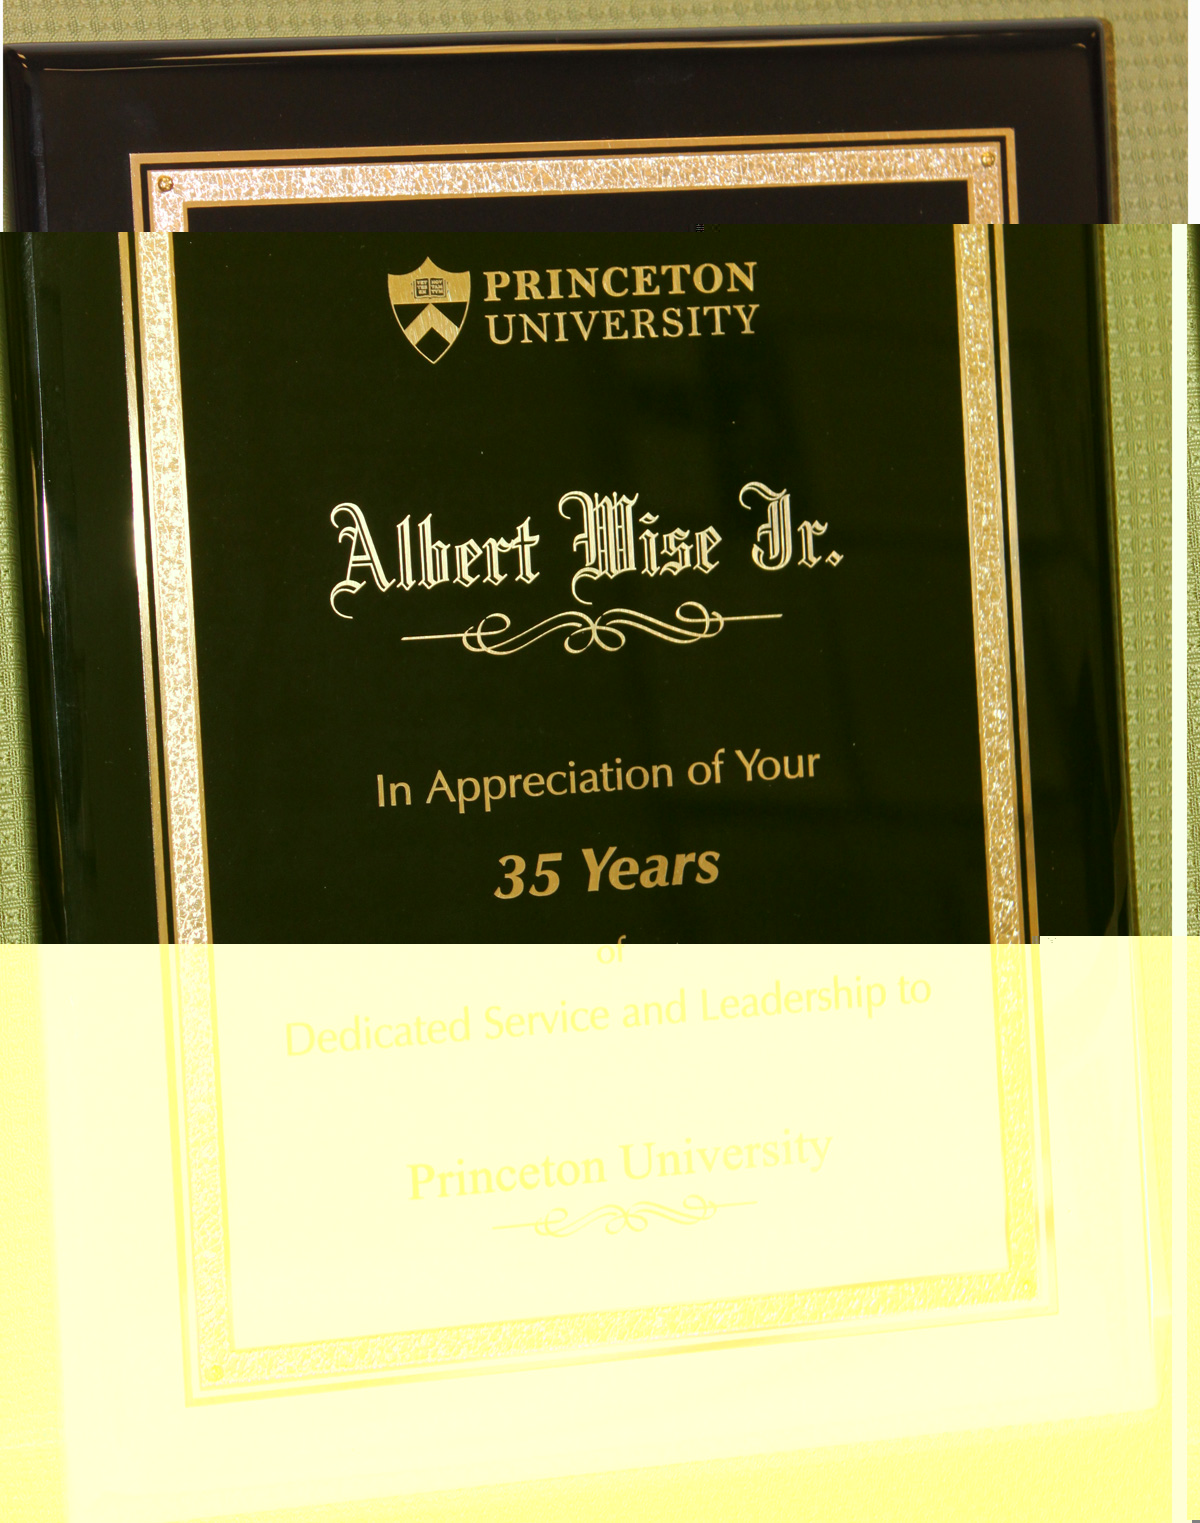 PRINCETON
UNIVERSITY
Albert Wise Jr.
In Appreciation of Your
35 Years
of
Dedicated Service and Leadership to
Princeton University